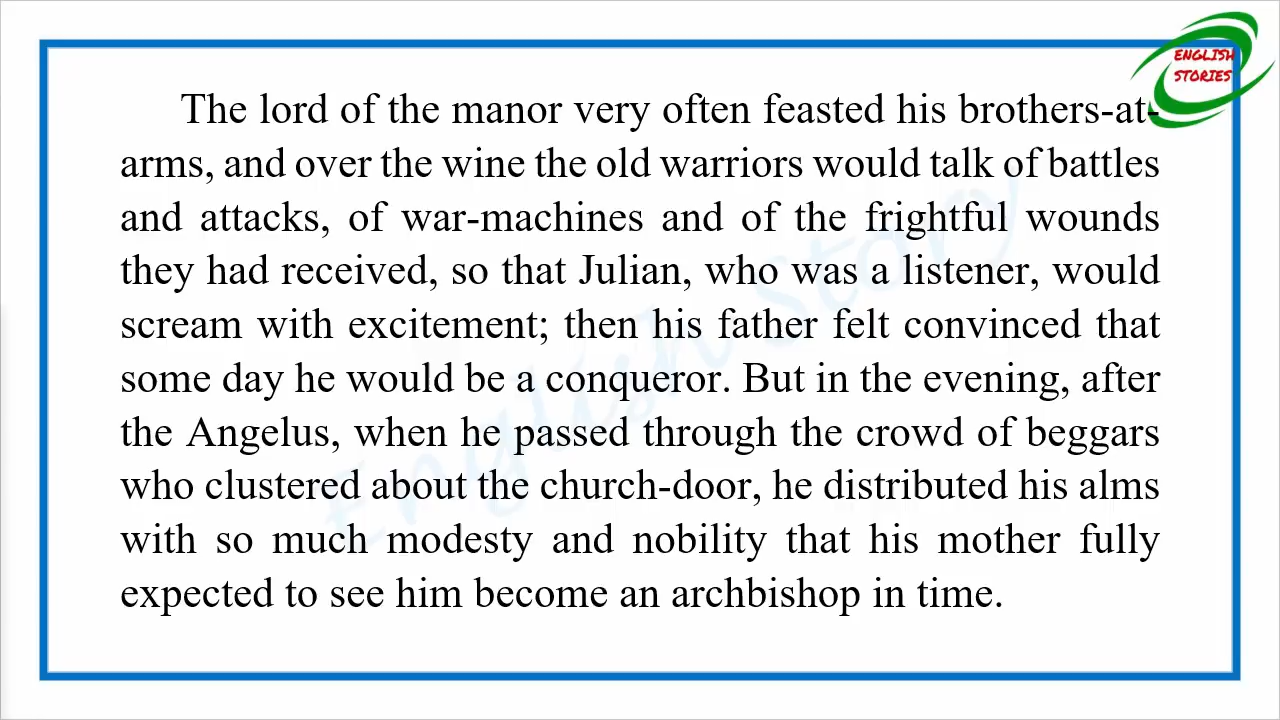 ENGLISH
STORIES
The lord of the manor very often feasted his brothers-at-
arms, and over the wine the old warriors would talk of battles
and attacks, of war-machines and of the frightful wounds
they had received, so that Julian, who was a listener, would
scream with excitement; then his father felt convinced that
some day he would be a conqueror. But in the evening, after
the Angelus, when he passed through the crowd of beggars
who clustered about the church-door, he distributed his alms
with so much modesty and nobility that his mother fully
expected to see him become an archbishop in time.
English Story